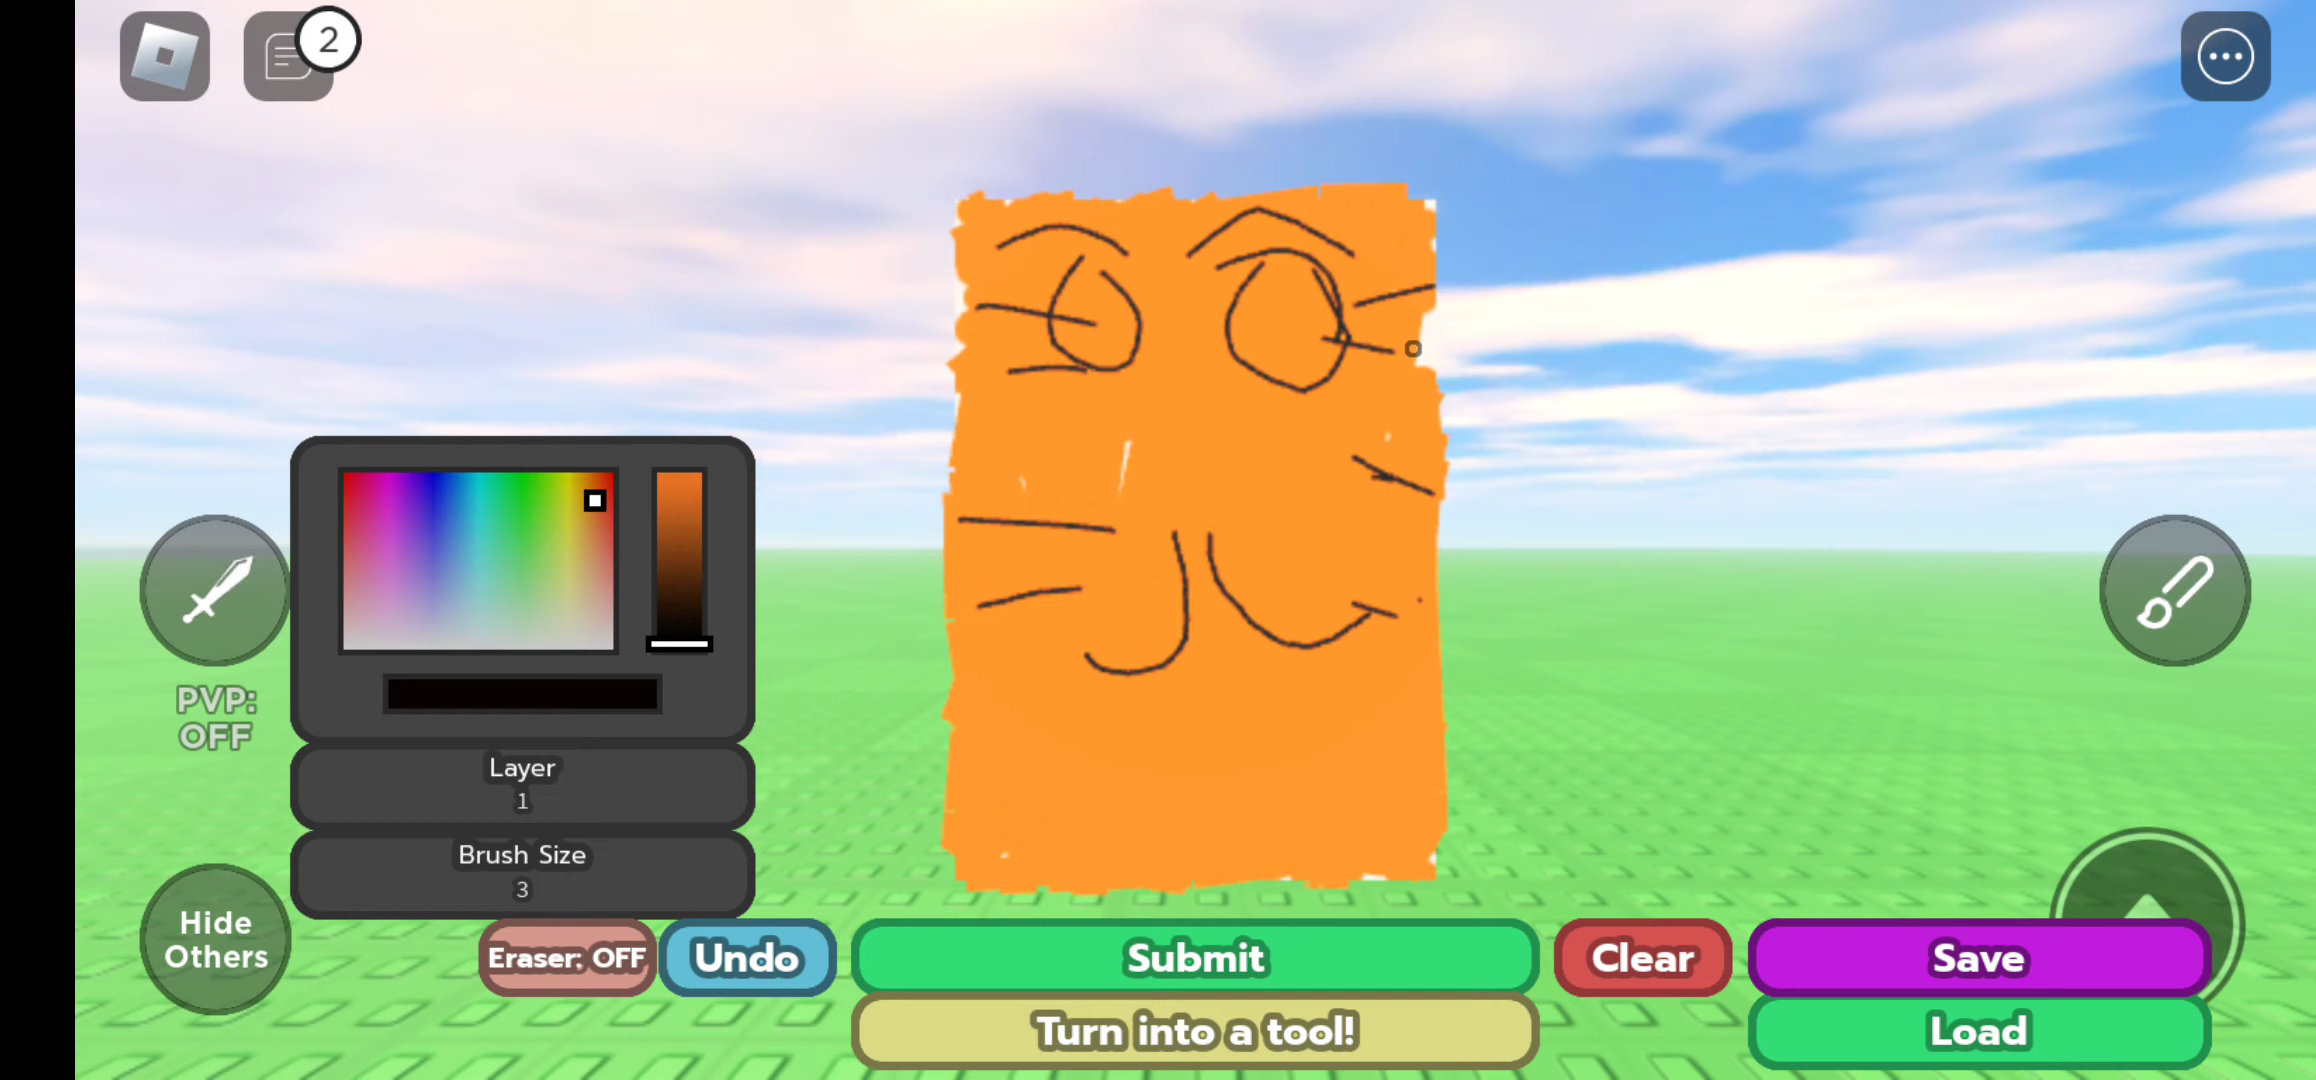 2
PVP:
OFF
Layer
1
Brush Size
3
Hide
Others
Eraser: OFF
Undo
Submit
Clear
Save
Turn into a tool!
Load